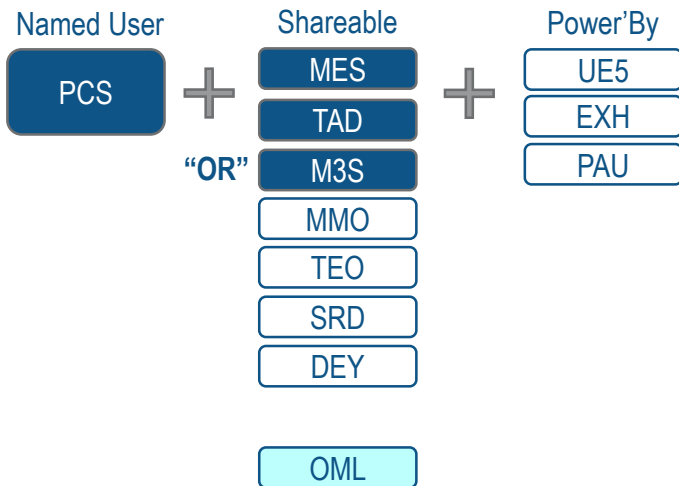 Named User
Shareable
Power’By
PCS
MES
TAD
“OR”
M3S
MMO
TEO
SRD
DEY
OML
UE5
EXH
PAU